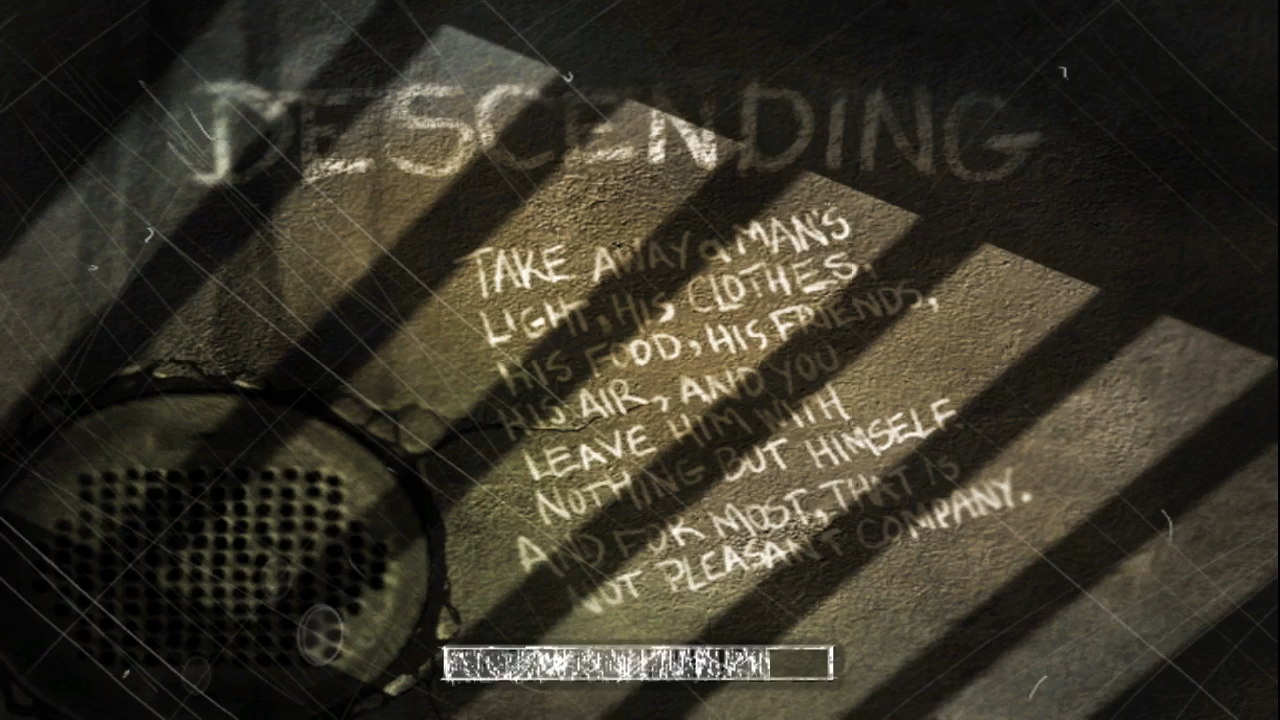 DESCENDING
TAKE AWAY a MAN'S
LIGHT, HIS CLOTHES,
HIS FOOD, HIS FRIENDS,
HIS AIR, AND YOU
LEAVE HIM WITH
NOTHING BUT HIMSELF.
AND FOR MOST, THAT IS
NOT PLEASANT COMPANY.